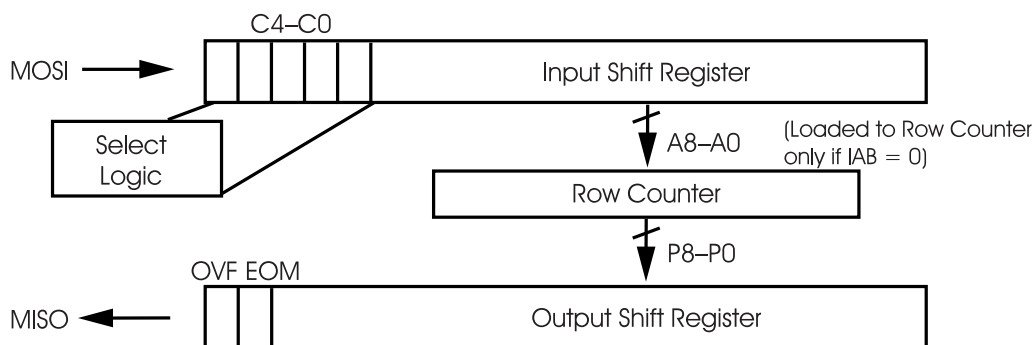 C4–C0
MOSI
Input Shift Register
Select
Logic
A8–A0
(Loaded to Row Counter
only if IAB = 0)
Row Counter
P8–P0
OVF EOM
MISO
Output Shift Register